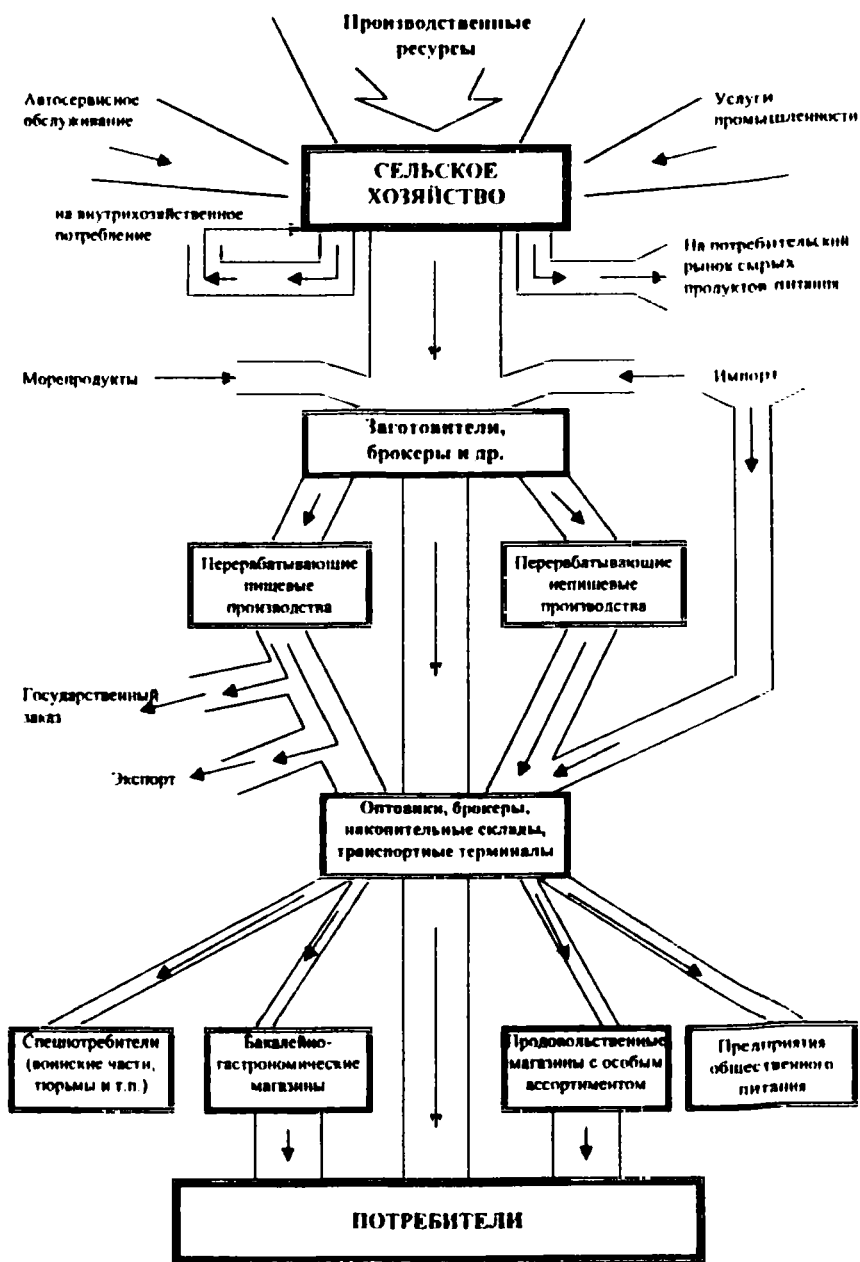 Производственные
ресурсы
Автосервисное
обслуживание
Услуги
промышленности
СЕЛЬСКОЕ
ХОЗЯЙСТВО
на внутрихозяйственное
потребление
На потребительский
рынок сырых
продуктов питания
Морепродукты
Импорт
Заготовители,
брокеры и др.
Перерабатывающие
пищевые
производства
Перерабатывающие
непищевые
производства
Государственный
заказ
Экспорт
Оптовики, брокеры,
накопительные склады,
транспортные терминалы
Спецпотребители
(воинские части,
тюрьмы и т.п.)
Бакалейно-
гастрономические
магазины
Продовольственные
магазины с особым
ассортиментом
Предприятия
общественного
питания
ПОТРЕБИТЕЛИ